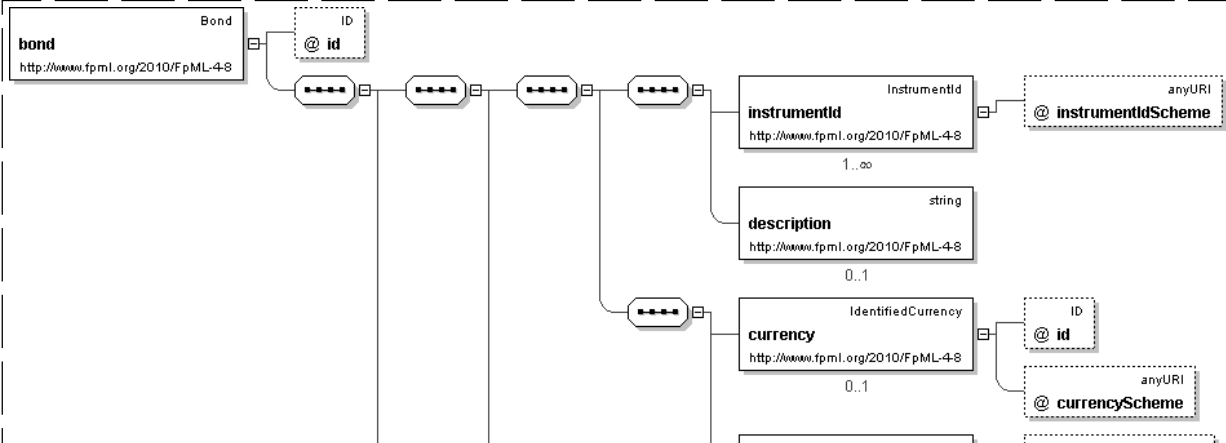 Bond
bond
http://www.fpml.org/2010/FpML-4-8
ID
@ id
InstrumentId
instrumentId
http://www.fpml.org/2010/FpML-4-8
1..∞
anyURI
@ instrumentIdScheme
string
description
http://www.fpml.org/2010/FpML-4-8
0..1
IdentifiedCurrency
currency
http://www.fpml.org/2010/FpML-4-8
0..1
ID
@ id
anyURI
@ currencyScheme